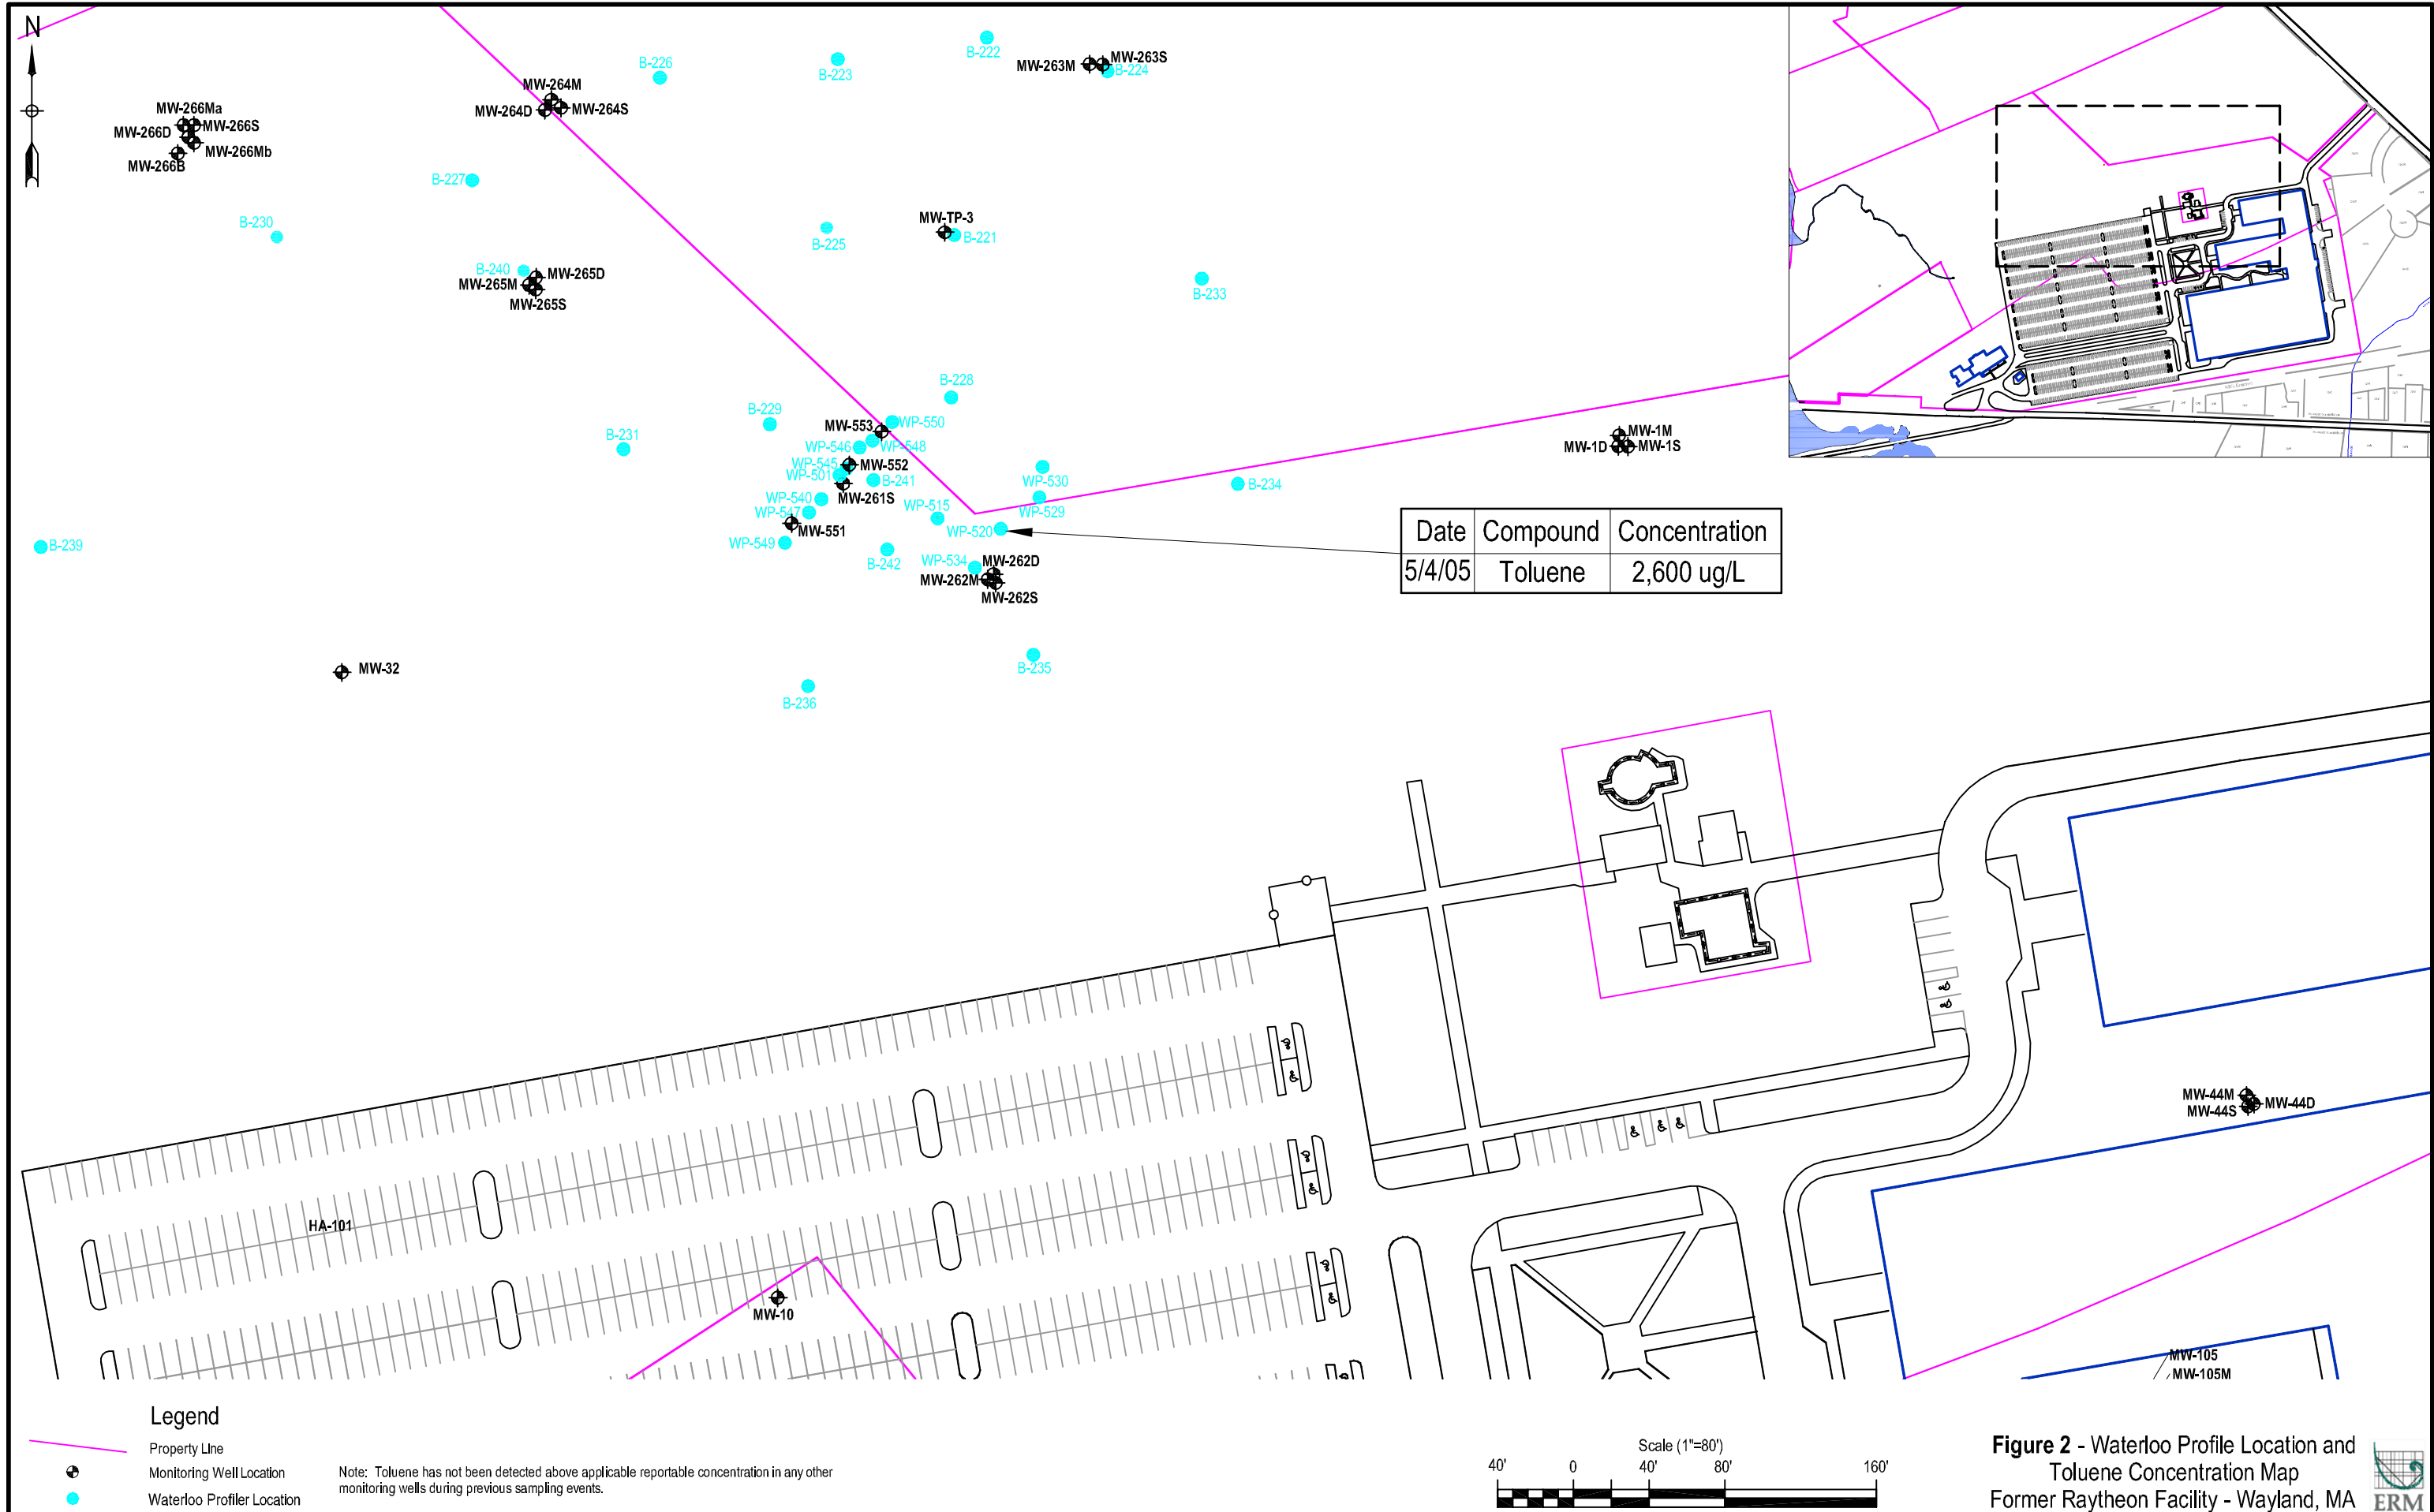 N
B-222
B-223
B-226
MW-263M
MW-263S
B-224
MW-264M
MW-264D
MW-264S
MW-266Ma
MW-266S
MW-266D
MW-266Mb
MW-266B
B-227
B-230
B-225
MW-TP-3
B-221
B-240
MW-265D
MW-265M
MW-265S
B-233
B-228
B-229
WP-550
MW-553
B-231
WP-546
WP-548
WP-545
MW-552
WP-501
B-241
MW-261S
WP-540
WP-547
MW-551
WP-549
B-242
WP-515
WP-530
WP-529
WP-520
B-234
MW-1M
MW-1D
MW-1S
WP-534
MW-262D
MW-262M
MW-262S
B-239
Date Compound Concentration
5/4/05 Toluene 2,600 ug/L
MW-32
B-235
B-236
MW-44M
MW-44S
MW-44D
HA-101
MW-10
MW-105
MW-105M
Legend
Property Line
Monitoring Well Location
Waterloo Profiler Location
Note: Toluene has not been detected above applicable reportable concentration in any other
monitoring wells during previous sampling events.
Scale (1"=80')
40' 0 40' 80' 160'
Figure 2 - Waterloo Profile Location and
Toluene Concentration Map
Former Raytheon Facility - Wayland, MA
ERM